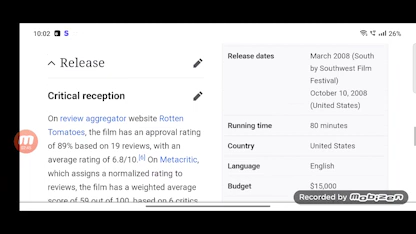 10:02 S 26%
Release
Critical reception
On review aggregator website Rotten
Tomatoes, the film has an approval rating
of 89% based on 19 reviews, with an
average rating of 6.8/10.[6] On Metacritic,
which assigns a normalized rating to
reviews, the film has a weighted average
score of 59 out of 100, based on 6 critics
Release dates
March 2008 (South
by Southwest Film
Festival)
October 10, 2008
(United States)
Running time 80 minutes
Country United States
Language English
Budget $15,000
Recorded by Mobizen